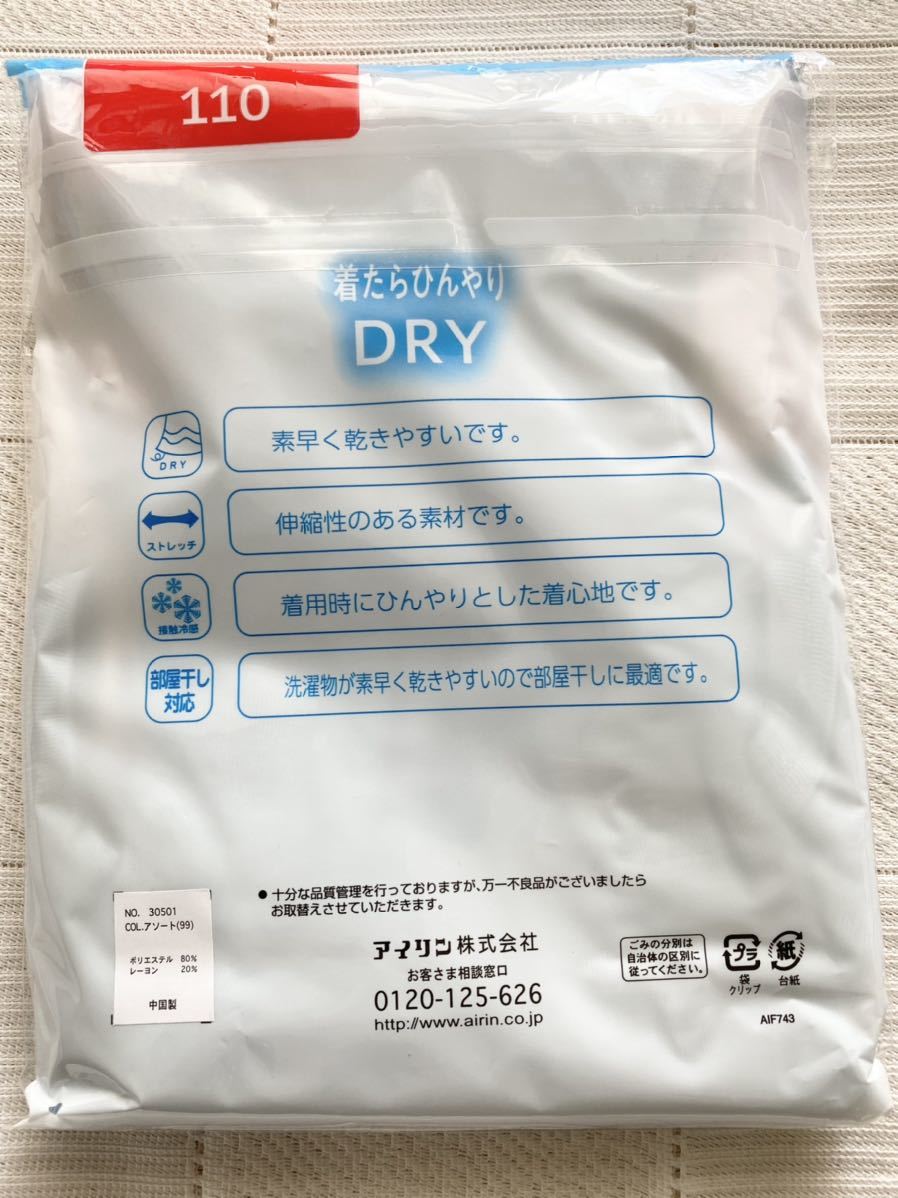 110
着たらひんやり
DRY
DRY
素早く乾きやすいです。
ストレッチ
伸縮性のある素材です。
接触冷感
着用時にひんやりとした着心地です。
部屋干し
対応
洗濯物が素早く乾きやすいので部屋干しに最適です。
● 十分な品質管理を行っておりますが、万一不良品がございましたら
お取替えさせていただきます。
NO. 30501
COL.アソート(99)
ポリエステル 80%
レーヨン 20%
中国製
アイリン株式会社
お客さま相談窓口
0120-125-626
http://www.airin.co.jp
ごみの分別は
自治体の区別に
従ってください。
プラ
袋
クリップ
紙
台紙
AIF743